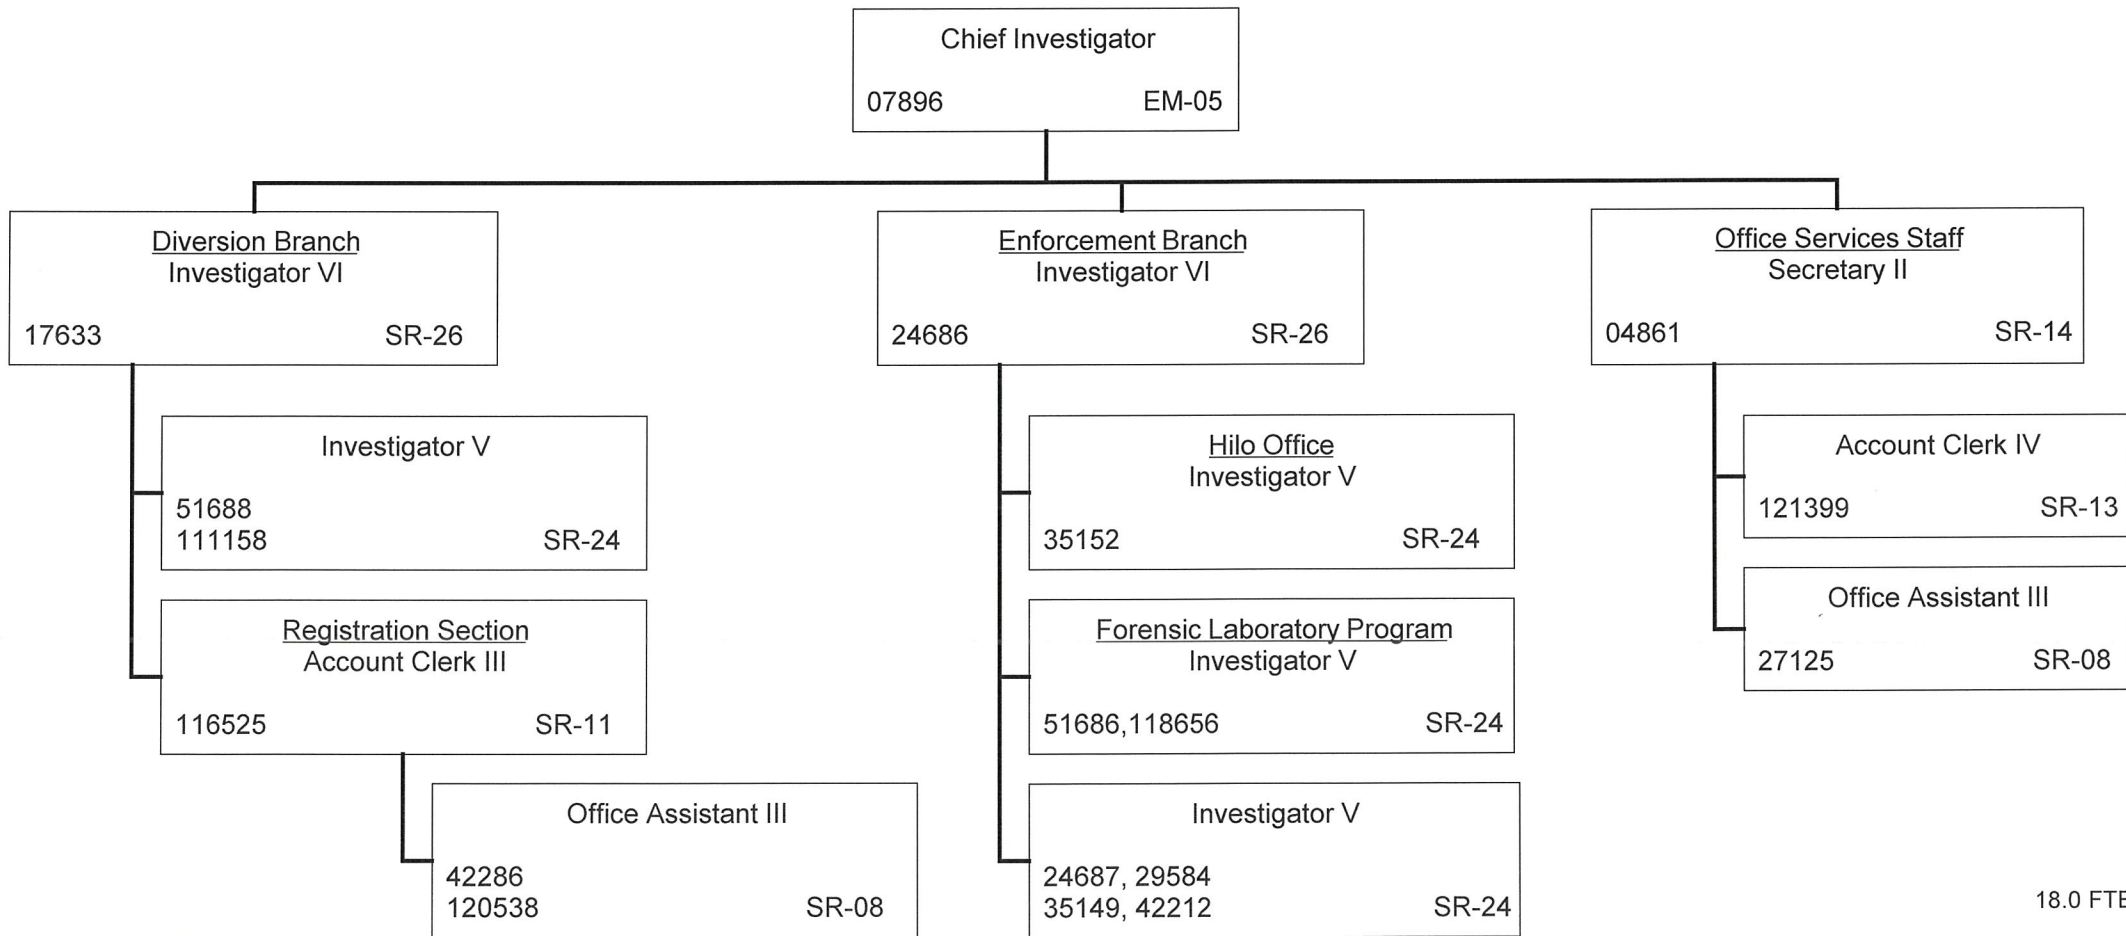 Chief Investigator
07896 EM-05
Diversion Branch
Investigator VI
17633 SR-26
Enforcement Branch
Investigator VI
24686 SR-26
Office Services Staff
Secretary II
04861 SR-14
Investigator V
51688
111158 SR-24
Registration Section
Account Clerk III
116525 SR-11
Office Assistant III
42286
120538 SR-08
Hilo Office
Investigator V
35152 SR-24
Forensic Laboratory Program
Investigator V
51686,118656 SR-24
Investigator V
24687, 29584
35149, 42212 SR-24
Account Clerk IV
121399 SR-13
Office Assistant III
27125 SR-08
18.0 FTE